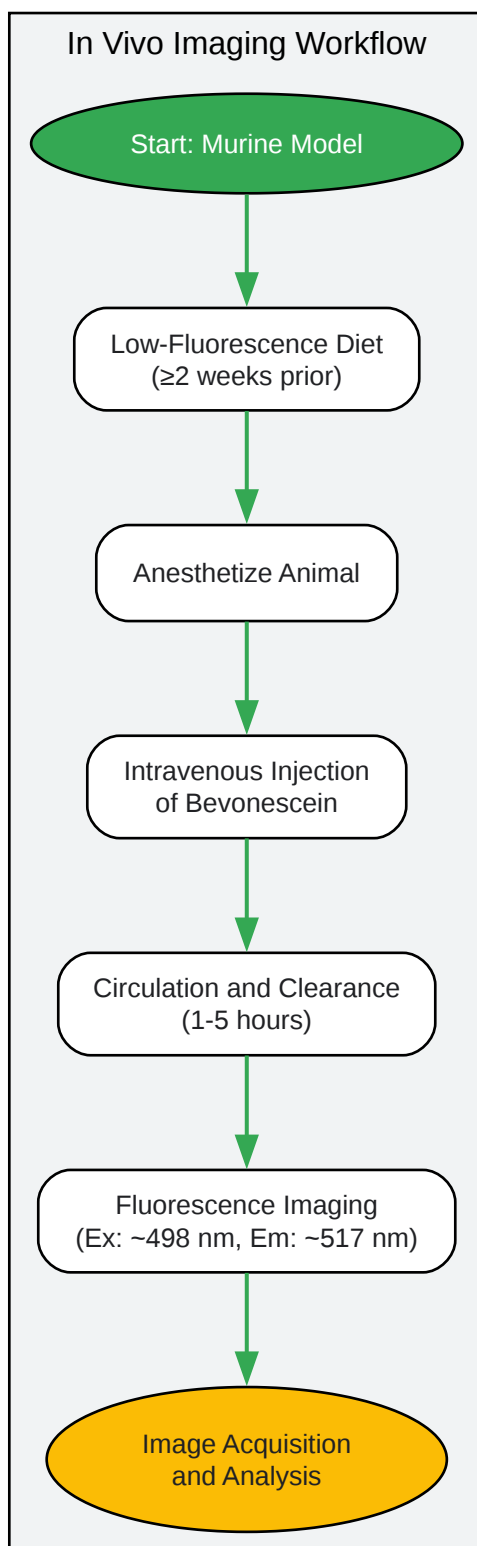 In Vivo Imaging Workflow
Start: Murine Model
Low-Fluorescence Diet
(≥2 weeks prior)
Anesthetize Animal
Intravenous Injection
of Bevonescein
Circulation and Clearance
(1-5 hours)
Fluorescence Imaging
(Ex: ~498 nm, Em: ~517 nm)
Image Acquisition
and Analysis